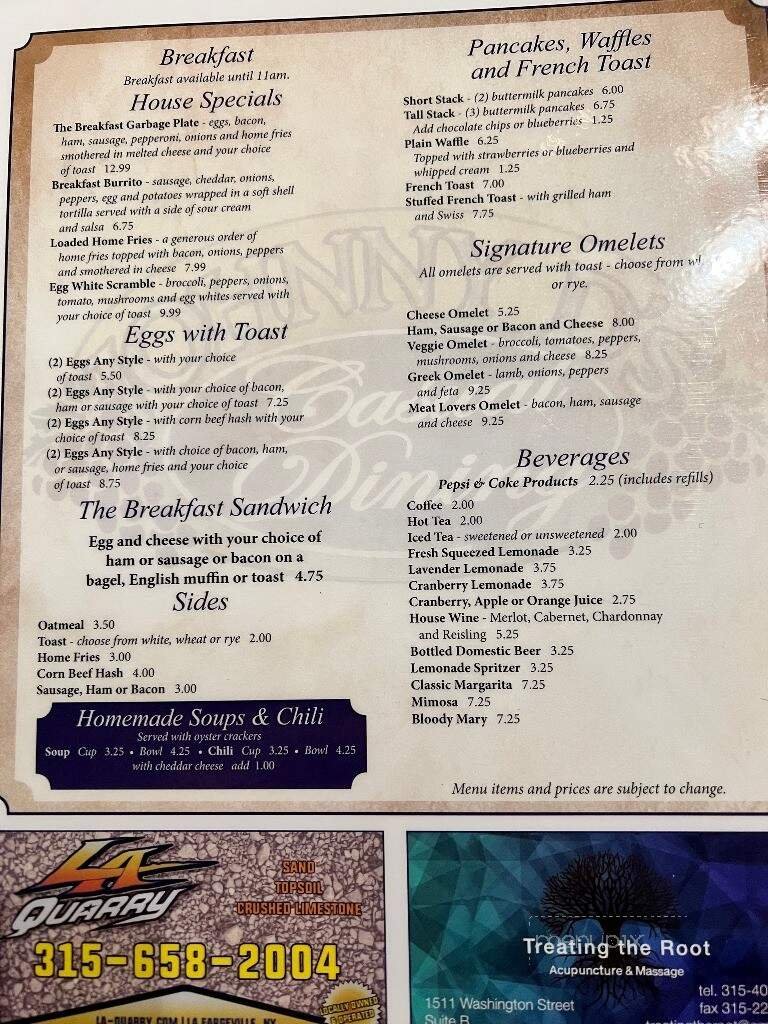 Breakfast
Breakfast available until 11am.
House Specials
The Breakfast Garbage Plate - eggs, bacon,
ham, sausage, pepperoni, onions and home fries
smothered in melted cheese and your choice
of toast 12.99
Breakfast Burrito - sausage, cheddar, onions,
peppers, egg and potatoes wrapped in a soft shell
tortilla served with a side of sour cream
and salsa 6.75
Loaded Home Fries - a generous order of
home fries topped with bacon, onions, peppers
and smothered in cheese 7.99
Egg White Scramble - broccoli, peppers, onions,
tomato, mushrooms and egg whites served with
your choice of toast 9.99
Eggs with Toast
(2) Eggs Any Style - with your choice
of toast 5.50
(2) Eggs Any Style - with your choice of bacon,
ham or sausage with your choice of toast 7.25
(2) Eggs Any Style - with corn beef hash with your
choice of toast 8.25
(2) Eggs Any Style - with choice of bacon, ham,
or sausage, home fries and your choice
of toast 8.75
The Breakfast Sandwich
Egg and cheese with your choice of
ham or sausage or bacon on a
bagel, English muffin or toast 4.75
Sides
Oatmeal 3.50
Toast - choose from white, wheat or rye 2.00
Home Fries 3.00
Corn Beef Hash 4.00
Sausage, Ham or Bacon 3.00
Homemade Soups & Chili
Served with oyster crackers
Soup Cup 3.25 • Bowl 4.25 • Chili Cup 3.25 • Bowl 4.25
with cheddar cheese add 1.00
Pancakes, Waffles
and French Toast
Short Stack - (2) buttermilk pancakes 6.00
Tall Stack - (3) buttermilk pancakes 6.75
Add chocolate chips or blueberries 1.25
Plain Waffle 6.25
Topped with strawberries or blueberries and
whipped cream 1.25
French Toast 7.00
Stuffed French Toast - with grilled ham
and Swiss 7.75
Signature Omelets
All omelets are served with toast - choose from
or rye.
Cheese Omelet 5.25
Ham, Sausage or Bacon and Cheese 8.00
Veggie Omelet - broccoli, tomatoes, peppers,
mushrooms, onions and cheese 8.25
Greek Omelet - lamb, onions, peppers
and feta 9.25
Meat Lovers Omelet - bacon, ham, sausage
and cheese 9.25
Beverages
Pepsi & Coke Products 2.25 (includes refills)
Coffee 2.00
Hot Tea 2.00
Iced Tea - sweetened or unsweetened 2.00
Fresh Squeezed Lemonade 3.25
Lavender Lemonade 3.75
Cranberry Lemonade 3.75
Cranberry, Apple or Orange Juice 2.75
House Wine - Merlot, Cabernet, Chardonnay
and Reisling 5.25
Bottled Domestic Beer 3.25
Lemonade Spritzer 3.25
Classic Margarita 7.25
Mimosa 7.25
Bloody Mary 7.25
Menu items and prices are subject to change.
LA
QUARRY
SAND
TOPSOIL
CRUSHED LIMESTONE
315-658-2004
LOCALLY OWNED
& OPERATED
LA-QUARRY.COM | LA FARGEVILLE, NY
Treating the Root
Acupuncture & Massage
1511 Washington Street
Suite B
tel. 315-40
fax 315-22